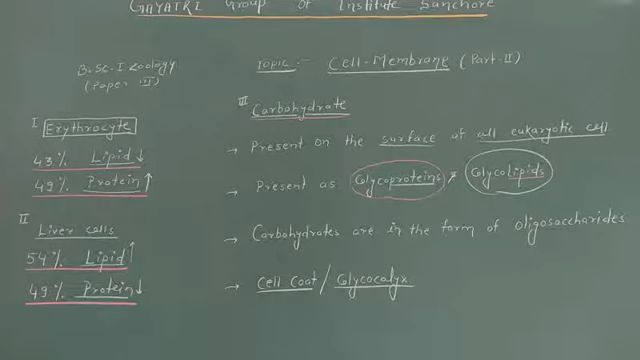 GAYATRI Group of Institute Sanchore
B.Sc-I Zoology
(Paper III)
Topic :- Cell-Membrane (Part-II)
I Erythrocyte
43% Lipid ↓
49% Protein ↑
II Liver cells
54% Lipid ↑
49% Protein ↓
III Carbohydrate
→ Present on the surface of all eukaryotic cell
→ Present as Glycoproteins, Glycolipids
→ Carbohydrates are in the form of oligosaccharides
→ Cell Coat / Glycocalyx